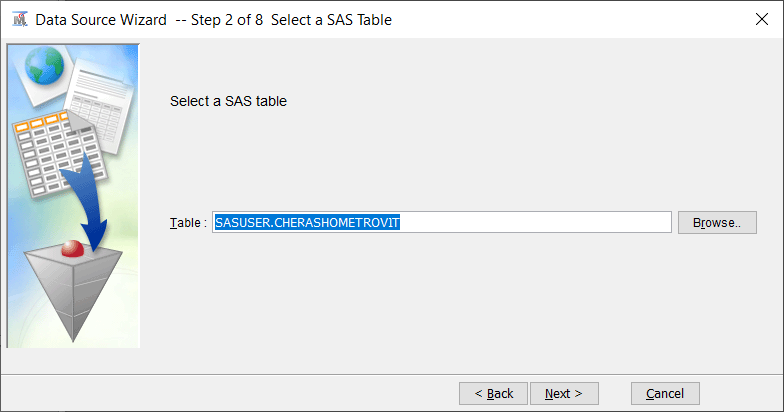 Data Source Wizard -- Step 2 of 8 Select a SAS Table
Select a SAS table
Table : SASUSER.CHERASHOMETROVIT Browse..
< Back Next > Cancel